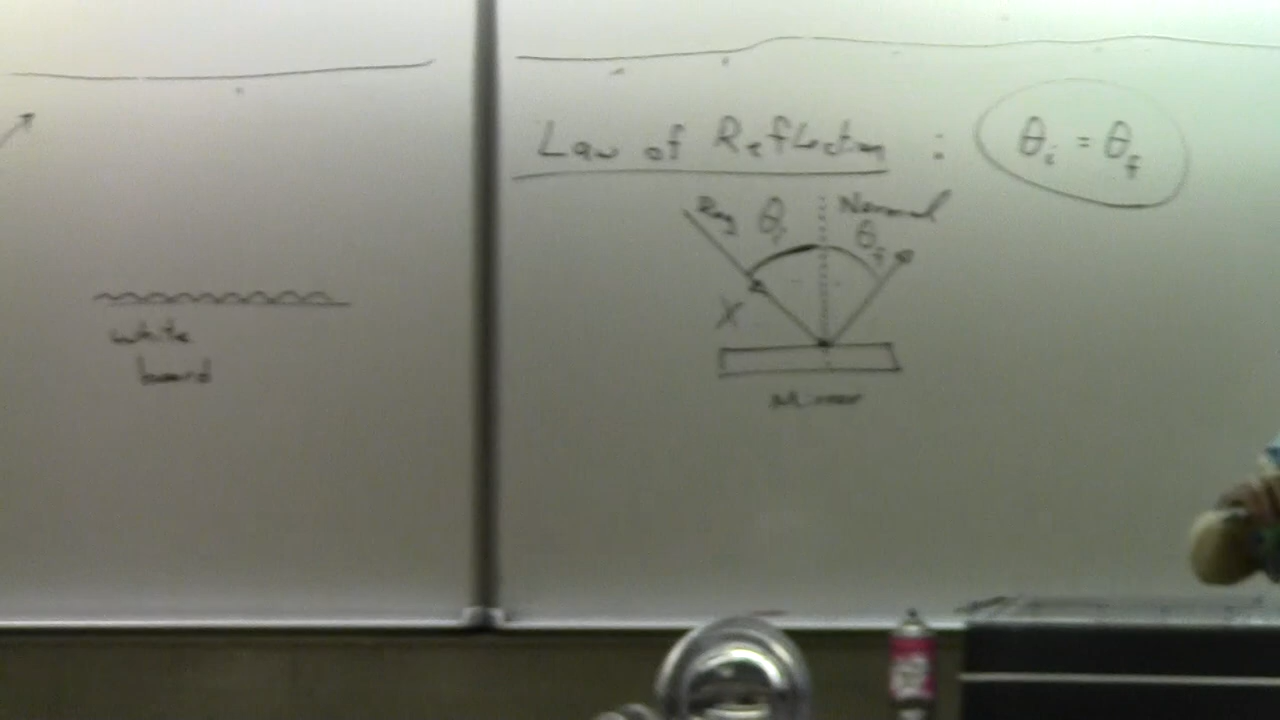 Law of Reflection : θi = θf
Ray θi Normal
θf
X
Mirror
white
board